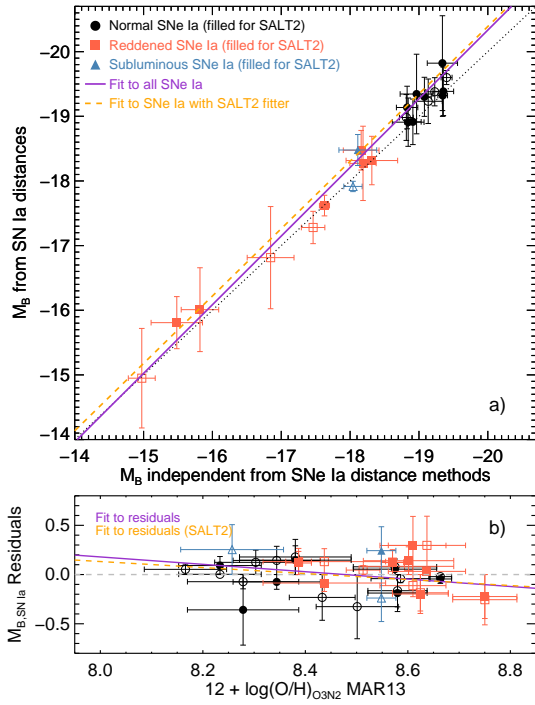 Normal SNe Ia (filled for SALT2)
Reddened SNe Ia (filled for SALT2)
Subluminous SNe Ia (filled for SALT2)
Fit to all SNe Ia
Fit to SNe Ia with SALT2 fitter
M_B from SN Ia distances
−20
−19
−18
−17
−16
−15
−14
a)
−14 −15 −16 −17 −18 −19 −20
M_B independent from SNe Ia distance methods
Fit to residuals
Fit to residuals (SALT2)
b)
M_B,SN Ia Residuals
0.5
0.0
−0.5
8.0 8.2 8.4 8.6 8.8
12 + log(O/H)_O3N2 MAR13